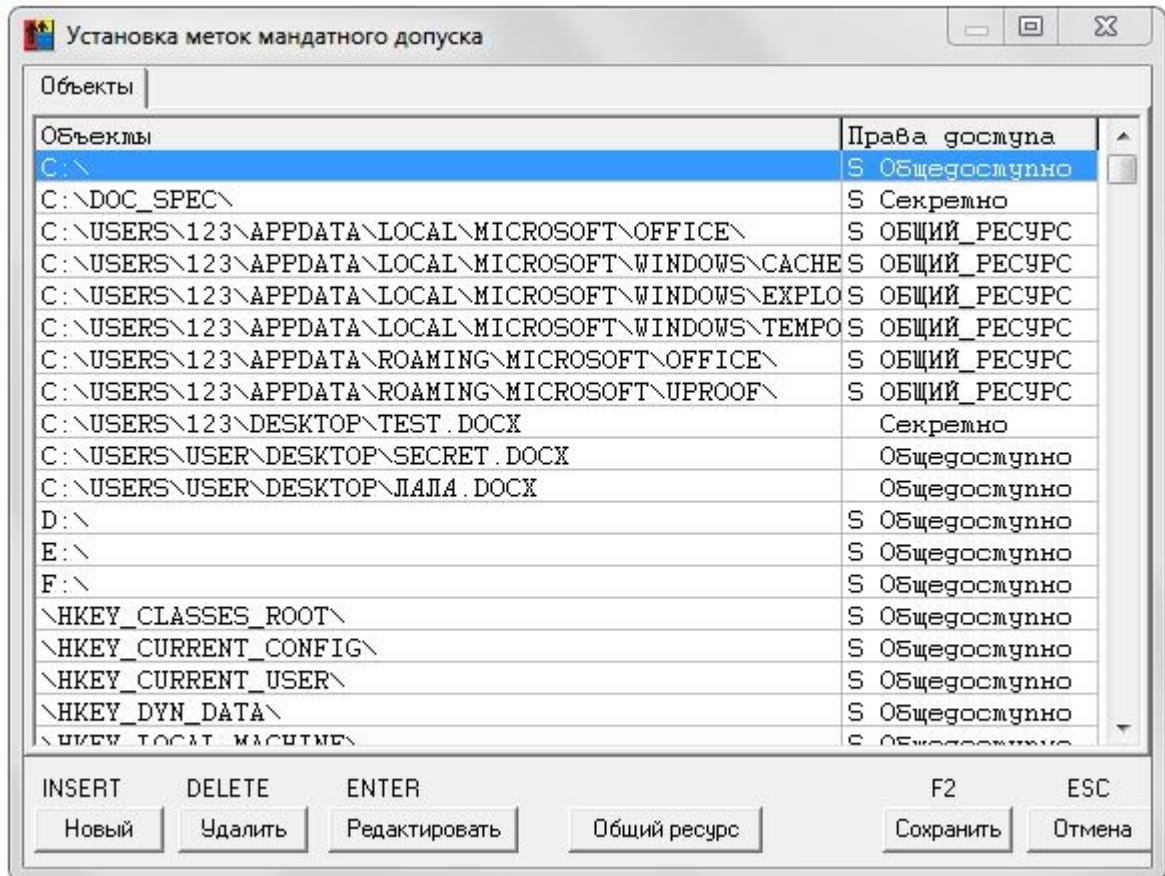 Установка меток мандатного допуска
Объекты
Объекты Права доступа
C:\ S Общедоступно
C:\DOC_SPEC\ S Секретно
C:\USERS\123\APPDATA\LOCAL\MICROSOFT\OFFICE\ S ОБЩИЙ_РЕСУРС
C:\USERS\123\APPDATA\LOCAL\MICROSOFT\WINDOWS\CACHE S ОБЩИЙ_РЕСУРС
C:\USERS\123\APPDATA\LOCAL\MICROSOFT\WINDOWS\EXPLO S ОБЩИЙ_РЕСУРС
C:\USERS\123\APPDATA\LOCAL\MICROSOFT\WINDOWS\TEMPO S ОБЩИЙ_РЕСУРС
C:\USERS\123\APPDATA\ROAMING\MICROSOFT\OFFICE\ S ОБЩИЙ_РЕСУРС
C:\USERS\123\APPDATA\ROAMING\MICROSOFT\UPROOF\ S ОБЩИЙ_РЕСУРС
C:\USERS\123\DESKTOP\TEST.DOCX Секретно
C:\USERS\USER\DESKTOP\SECRET.DOCX Общедоступно
C:\USERS\USER\DESKTOP\ЛАЛА.DOCX Общедоступно
D:\ S Общедоступно
E:\ S Общедоступно
F:\ S Общедоступно
\HKEY_CLASSES_ROOT\ S Общедоступно
\HKEY_CURRENT_CONFIG\ S Общедоступно
\HKEY_CURRENT_USER\ S Общедоступно
\HKEY_DYN_DATA\ S Общедоступно
\HKEY_LOCAL_MACHINE\ S Общедоступно
INSERT DELETE ENTER F2 ESC
Новый Удалить Редактировать Общий ресурс Сохранить Отмена